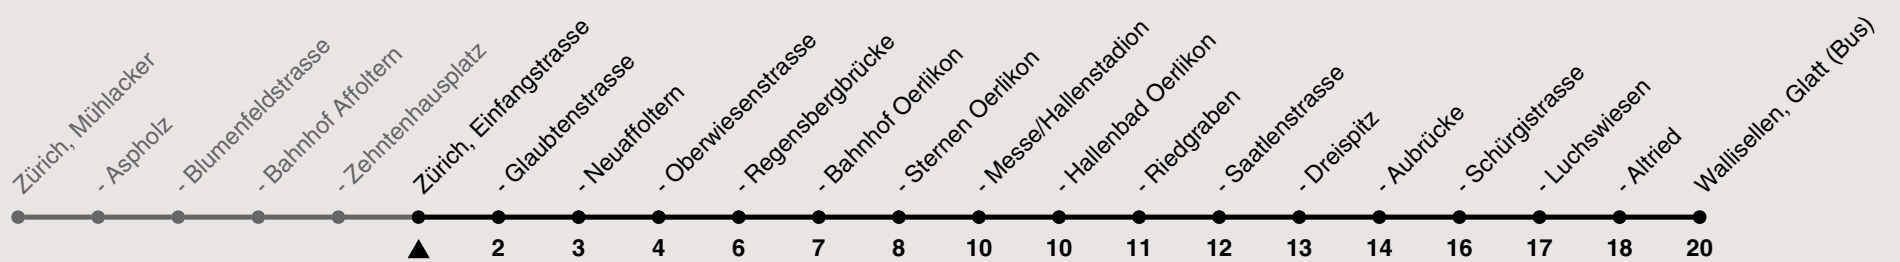 Zürich, Mühlacker
- Aspholz
- Blumenfeldstrasse
- Bahnhof Affoltern
- Zehntenhausplatz
Zürich, Einfangstrasse
- Glaubtenstrasse
- Neuaffoltern
- Oberwiesenstrasse
- Regensbergbrücke
- Bahnhof Oerlikon
- Sternen Oerlikon
- Messe/Hallenstadion
- Hallenbad Oerlikon
- Riedgraben
- Saatlenstrasse
- Dreispitz
- Aubrücke
- Schürgistrasse
- Luchswiesen
- Altried
Wallisellen, Glatt (Bus)
2 3 4 6 7 8 10 10 11 12 13 14 16 17 18 20